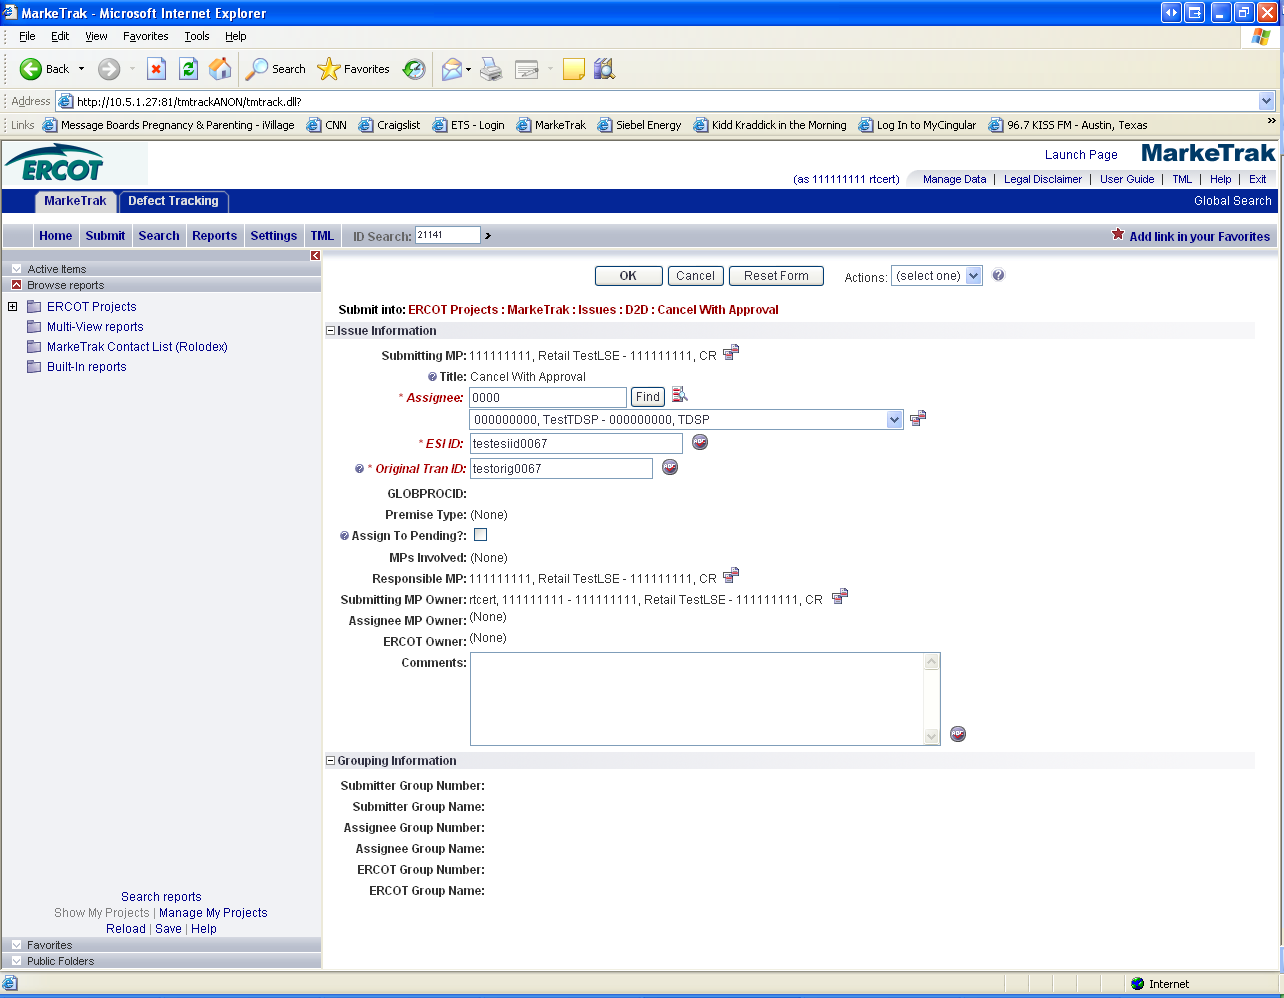 MarkeTrak - Microsoft Internet Explorer
File Edit View Favorites Tools Help
Back Search Favorites
Address http://10.5.1.27:81/tmtrackANON/tmtrack.dll?
Links Message Boards Pregnancy & Parenting - iVillage CNN Craigslist ETS - Login MarkeTrak Siebel Energy Kidd Kraddick in the Morning Log In to MyCingular 96.7 KISS FM - Austin, Texas »
ERCOT
Launch Page MarkeTrak
(as 111111111 rtcert) Manage Data | Legal Disclaimer | User Guide | TML | Help | Exit
MarkeTrak Defect Tracking Global Search
Home Submit Search Reports Settings TML ID Search: 21141 Add link in your Favorites
Active Items
Browse reports
ERCOT Projects
Multi-View reports
MarkeTrak Contact List (Rolodex)
Built-In reports
Search reports
Show My Projects | Manage My Projects
Reload | Save | Help
Favorites
Public Folders
OK Cancel Reset Form Actions: (select one)
Submit into: ERCOT Projects : MarkeTrak : Issues : D2D : Cancel With Approval
Issue Information
Submitting MP: 111111111, Retail TestLSE - 111111111, CR
Title: Cancel With Approval
* Assignee: 0000 Find
000000000, TestTDSP - 000000000, TDSP
* ESI ID: testesiid0067 ABC
* Original Tran ID: testorig0067 ABC
GLOBPROCID:
Premise Type: (None)
Assign To Pending?:
MPs Involved: (None)
Responsible MP: 111111111, Retail TestLSE - 111111111, CR
Submitting MP Owner: rtcert, 111111111 - 111111111, Retail TestLSE - 111111111, CR
Assignee MP Owner: (None)
ERCOT Owner: (None)
Comments:
ABC
Grouping Information
Submitter Group Number:
Submitter Group Name:
Assignee Group Number:
Assignee Group Name:
ERCOT Group Number:
ERCOT Group Name:
Internet